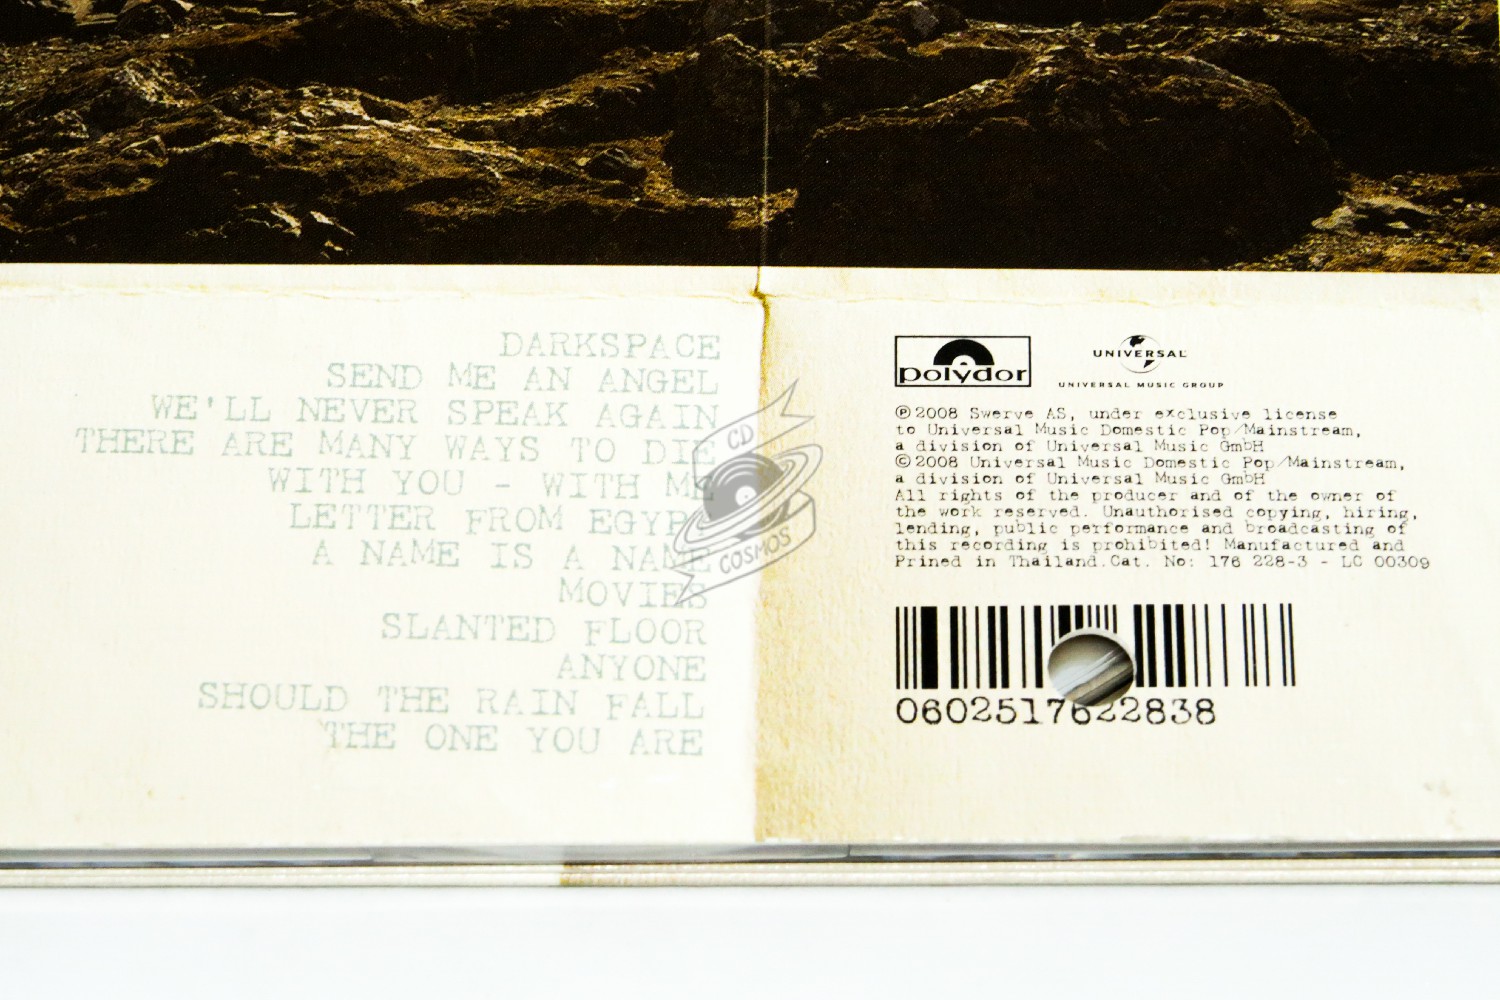 DARKSPACE
SEND ME AN ANGEL
WE'LL NEVER SPEAK AGAIN
THERE ARE MANY WAYS TO DIE
WITH YOU - WITH ME
LETTER FROM EGYPT
A NAME IS A NAME
MOVIES
SLANTED FLOOR
ANYONE
SHOULD THE RAIN FALL
THE ONE YOU ARE
CD
COSMOS
polydor
UNIVERSAL
UNIVERSAL MUSIC GROUP
℗2008 Swerve AS, under exclusive license
to Universal Music Domestic Pop/Mainstream,
a division of Universal Music GmbH
©2008 Universal Music Domestic Pop/Mainstream,
a division of Universal Music GmbH
All rights of the producer and of the owner of
the work reserved. Unauthorised copying, hiring,
lending, public performance and broadcasting of
this recording is prohibited! Manufactured and
Prined in Thailand.Cat. No: 176 228-3 - LC 00309
0602517622838